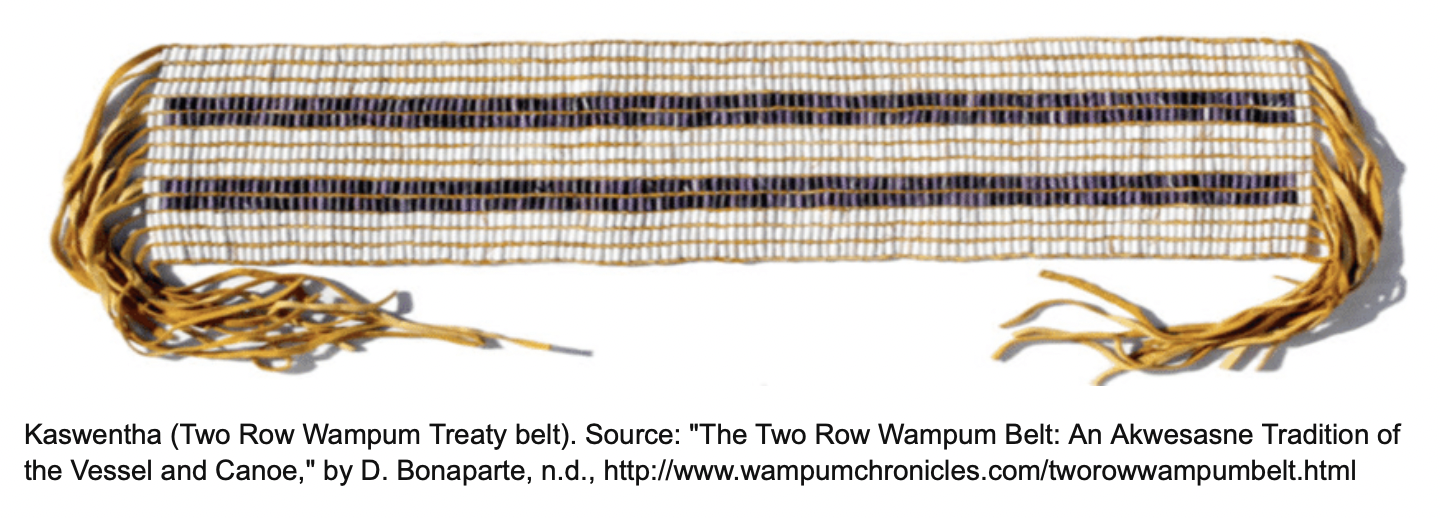 Kaswentha (Two Row Wampum Treaty belt). Source: "The Two Row Wampum Belt: An Akwesasne Tradition of
the Vessel and Canoe," by D. Bonaparte, n.d., http://www.wampumchronicles.com/tworowwampumbelt.html